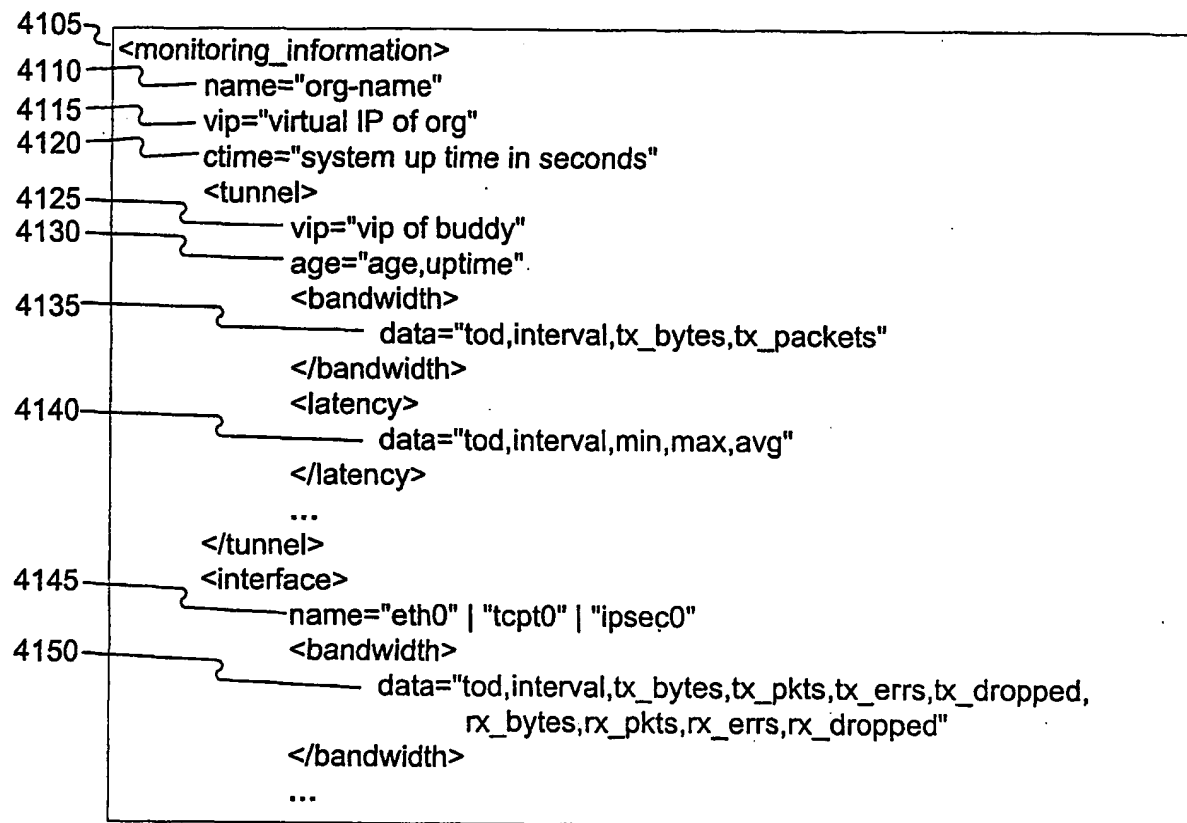 4105 <monitoring_information>
4110 name="org-name"
4115 vip="virtual IP of org"
4120 ctime="system up time in seconds"
<tunnel>
4125 vip="vip of buddy"
4130 age="age,uptime"
<bandwidth>
4135 data="tod,interval,tx_bytes,tx_packets"
</bandwidth>
<latency>
4140 data="tod,interval,min,max,avg"
</latency>
...
</tunnel>
<interface>
4145 name="eth0" | "tcpt0" | "ipsec0"
<bandwidth>
4150 data="tod,interval,tx_bytes,tx_pkts,tx_errs,tx_dropped,
rx_bytes,rx_pkts,rx_errs,rx_dropped"
</bandwidth>
...